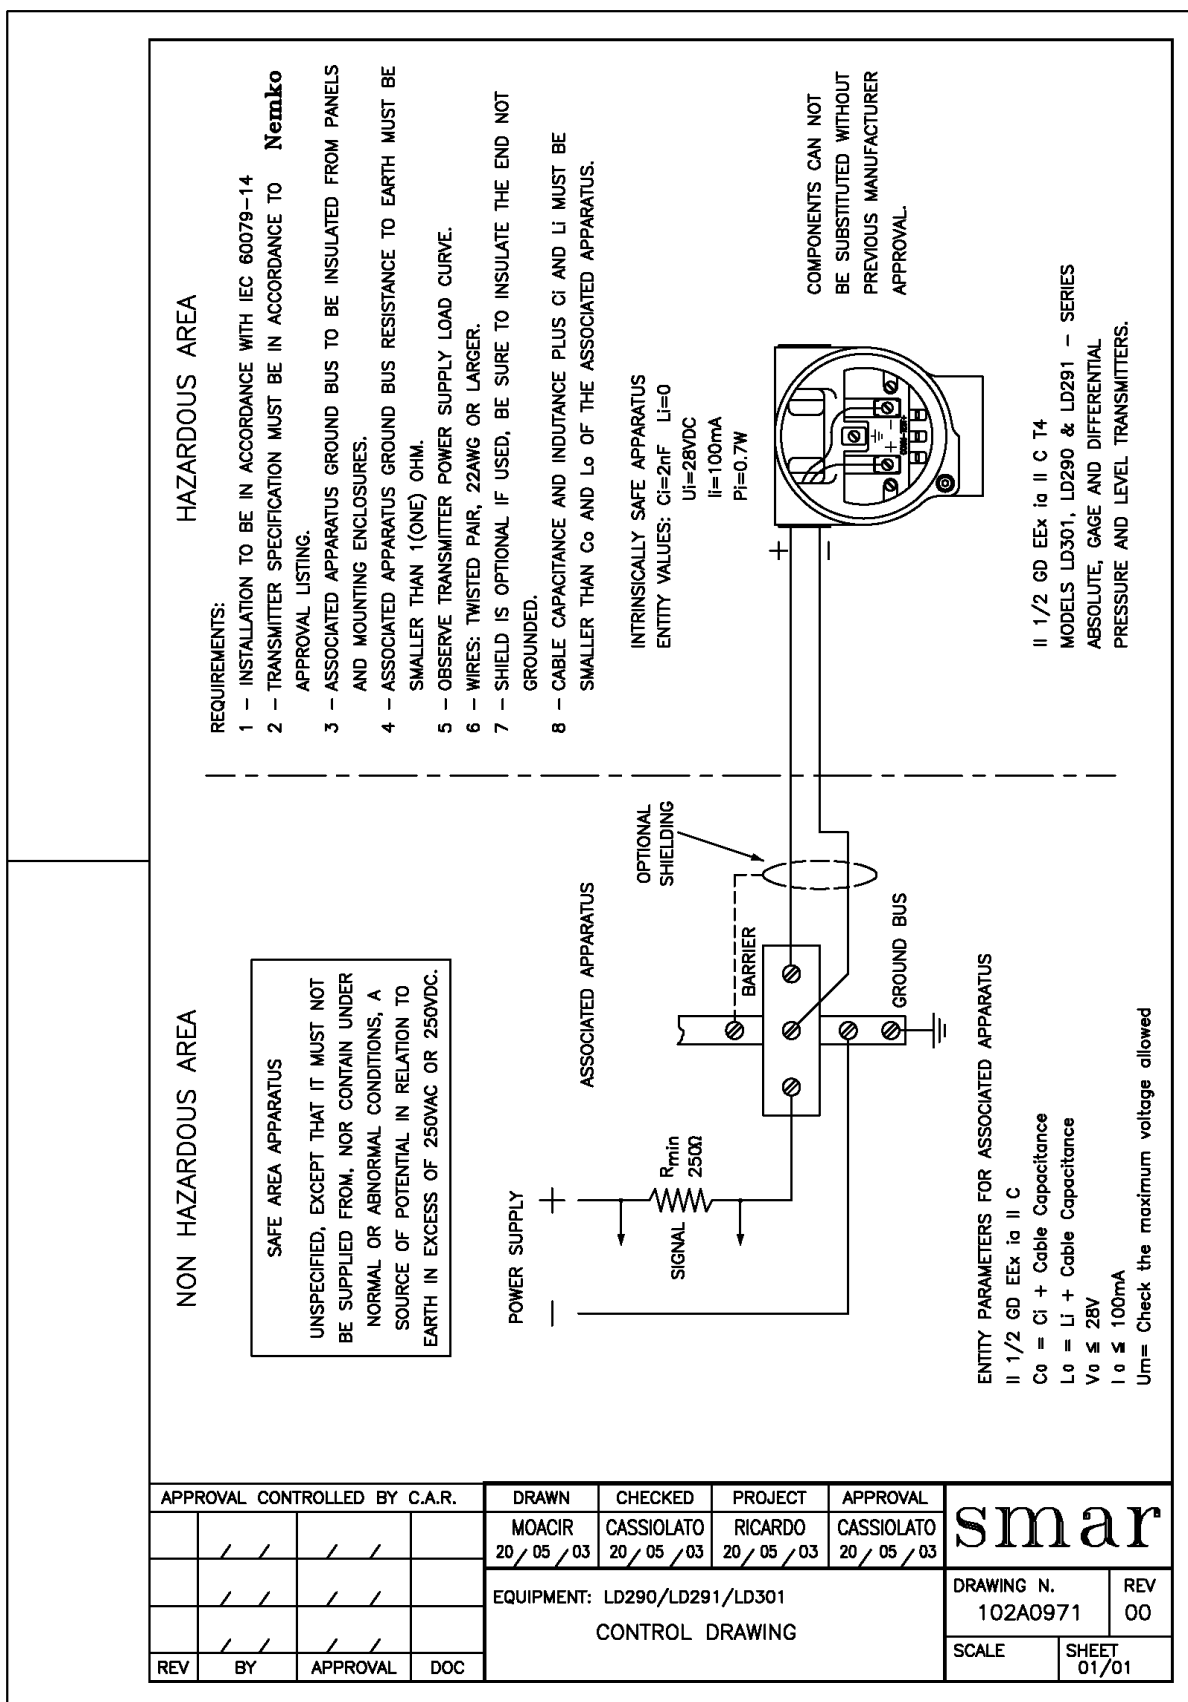 NON HAZARDOUS AREA
SAFE AREA APPARATUS
UNSPECIFIED, EXCEPT THAT IT MUST NOT
BE SUPPLIED FROM, NOR CONTAIN UNDER
NORMAL OR ABNORMAL CONDITIONS, A
SOURCE OF POTENTIAL IN RELATION TO
EARTH IN EXCESS OF 250VAC OR 250VDC.
HAZARDOUS AREA
REQUIREMENTS:
1 – INSTALLATION TO BE IN ACCORDANCE WITH IEC 60079–14
2 – TRANSMITTER SPECIFICATION MUST BE IN ACCORDANCE TO Nemko
APPROVAL LISTING.
3 – ASSOCIATED APPARATUS GROUND BUS TO BE INSULATED FROM PANELS
AND MOUNTING ENCLOSURES.
4 – ASSOCIATED APPARATUS GROUND BUS RESISTANCE TO EARTH MUST BE
SMALLER THAN 1(ONE) OHM.
5 – OBSERVE TRANSMITTER POWER SUPPLY LOAD CURVE.
6 – WIRES: TWISTED PAIR, 22AWG OR LARGER.
7 – SHIELD IS OPTIONAL IF USED, BE SURE TO INSULATE THE END NOT
GROUNDED.
8 – CABLE CAPACITANCE AND INDUTANCE PLUS Ci AND Li MUST BE
SMALLER THAN Co AND Lo OF THE ASSOCIATED APPARATUS.
POWER SUPPLY
– +
SIGNAL
Rmin
250Ω
ASSOCIATED APPARATUS
OPTIONAL
SHIELDING
BARRIER
GROUND BUS
INTRINSICALLY SAFE APPARATUS
ENTITY VALUES: Ci=2nF Li=0
Ui=28VDC
Ii=100mA
Pi=0.7W
+
–
+ –
COMPONENTS CAN NOT
BE SUBSTITUTED WITHOUT
PREVIOUS MANUFACTURER
APPROVAL.
ENTITY PARAMETERS FOR ASSOCIATED APPARATUS
II 1/2 GD EEx ia II C
Co = Ci + Cable Capacitance
Lo = Li + Cable Capacitance
Vo ≤ 28V
Io ≤ 100mA
Um= Check the maximum voltage allowed
II 1/2 GD EEx ia II C T4
MODELS LD301, LD290 & LD291 – SERIES
ABSOLUTE, GAGE AND DIFFERENTIAL
PRESSURE AND LEVEL TRANSMITTERS.
APPROVAL CONTROLLED BY C.A.R.
/ / / /
/ / / /
/ / / /
REV BY APPROVAL DOC
DRAWN CHECKED PROJECT APPROVAL
MOACIR CASSIOLATO RICARDO CASSIOLATO
20 / 05 / 03 20 / 05 / 03 20 / 05 / 03 20 / 05 / 03
EQUIPMENT: LD290/LD291/LD301
CONTROL DRAWING
smar
DRAWING N. REV
102A0971 00
SCALE SHEET
01/01